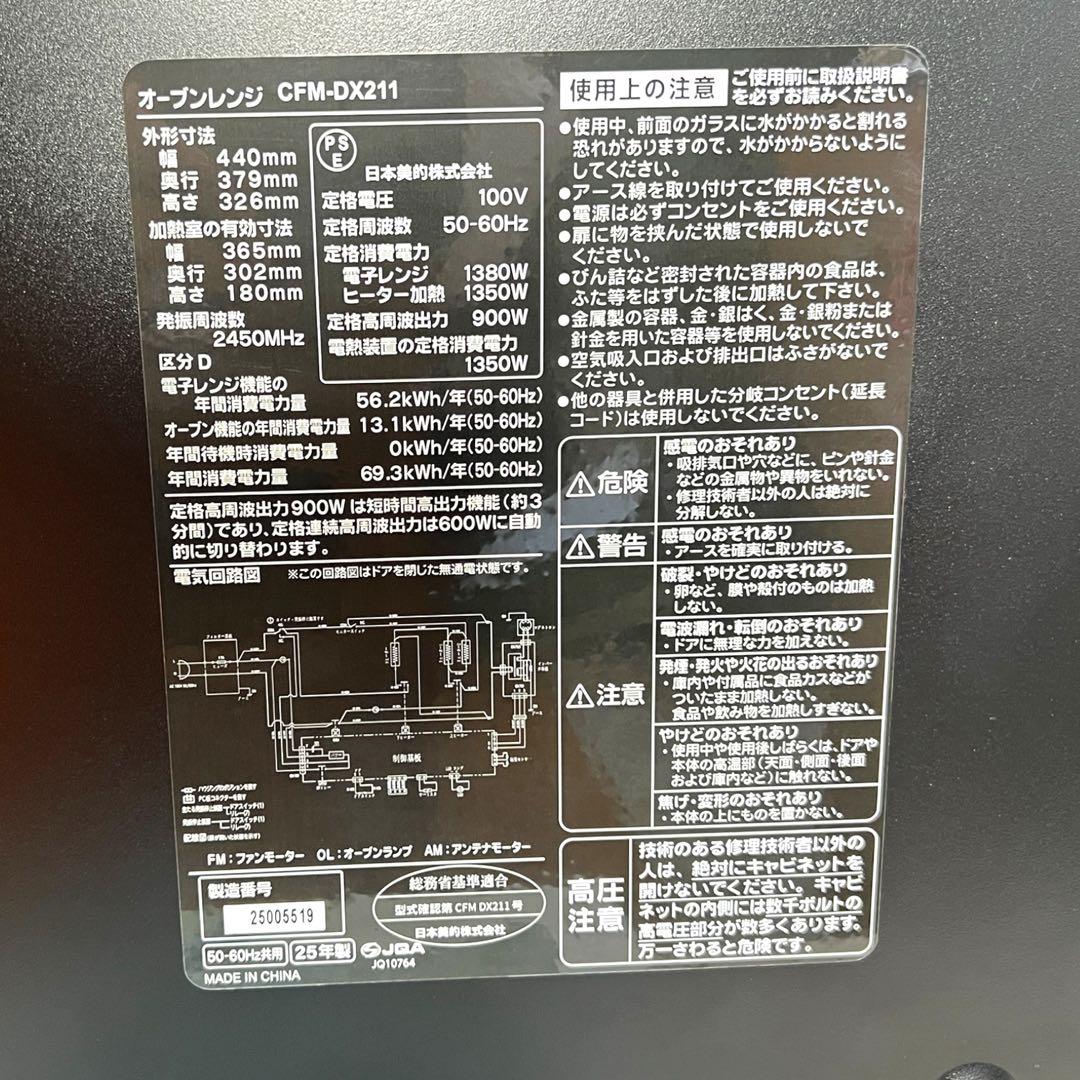 オーブンレンジ CFM-DX211
外形寸法
幅 440mm
奥行 379mm
高さ 326mm
加熱室の有効寸法
幅 365mm
奥行 302mm
高さ 180mm
発振周波数
2450MHz
区分D
PSE
日本美的株式会社
定格電圧 100V
定格周波数 50-60Hz
定格消費電力
電子レンジ 1380W
ヒーター加熱 1350W
定格高周波出力 900W
電熱装置の定格消費電力
1350W
電子レンジ機能の
年間消費電力量 56.2kWh/年(50-60Hz)
オーブン機能の年間消費電力量 13.1kWh/年(50-60Hz)
年間待機時消費電力量 0kWh/年(50-60Hz)
年間消費電力量 69.3kWh/年(50-60Hz)
定格高周波出力900Wは短時間高出力機能(約3
分間)であり、定格連続高周波出力は600Wに自動
的に切り替わります。
電気回路図 ※この回路図はドアを閉じた無通電状態です。
制御基板
FM:ファンモーター OL:オーブンランプ AM:アンテナモーター
製造番号
25005519
総務省基準適合
型式確認第CFM DX211号
日本美的株式会社
50-60Hz共用 25年製 JQA
JQ10764
MADE IN CHINA
使用上の注意 ご使用前に取扱説明書
を必ずお読みください。
●使用中、前面のガラスに水がかかると割れる
恐れがありますので、水がかからないように
してください。
●アース線を取り付けてご使用ください。
●電源は必ずコンセントをご使用ください。
●扉に物を挟んだ状態で使用しないで
ください。
●びん詰など密封された容器内の食品は、
ふた等をはずした後に加熱して下さい。
●金属製の容器、金・銀はく、金・銀粉または
針金を用いた容器等を使用しないでください。
●空気吸入口および排出口はふさがないで
ください。
●他の器具と併用した分岐コンセント(延長
コード)は使用しないでください。
⚠危険
感電のおそれあり
・吸排気口や穴などに、ピンや針金
などの金属物や異物をいれない。
・修理技術者以外の人は絶対に
分解しない。
⚠警告
感電のおそれあり
・アースを確実に取り付ける。
⚠注意
破裂・やけどのおそれあり
・卵など、膜や殻付のものは加熱
しない。
電波漏れ・転倒のおそれあり
・ドアに無理な力を加えない。
発煙・発火や火花の出るおそれあり
・庫内や付属品に食品カスなどが
ついたまま加熱しない。
食品や飲み物を加熱しすぎない。
やけどのおそれあり
・使用中や使用後しばらくは、ドアや
本体の高温部(天面・側面・後面
および庫内など)に触れない。
焦げ・変形のおそれあり
・本体の上にものを置かない。
高圧
注意
技術のある修理技術者以外の
人は、絶対にキャビネットを
開けないでください。キャビ
ネットの内側には数千ボルトの
高電圧部分が数多くあります。
万一さわると危険です。